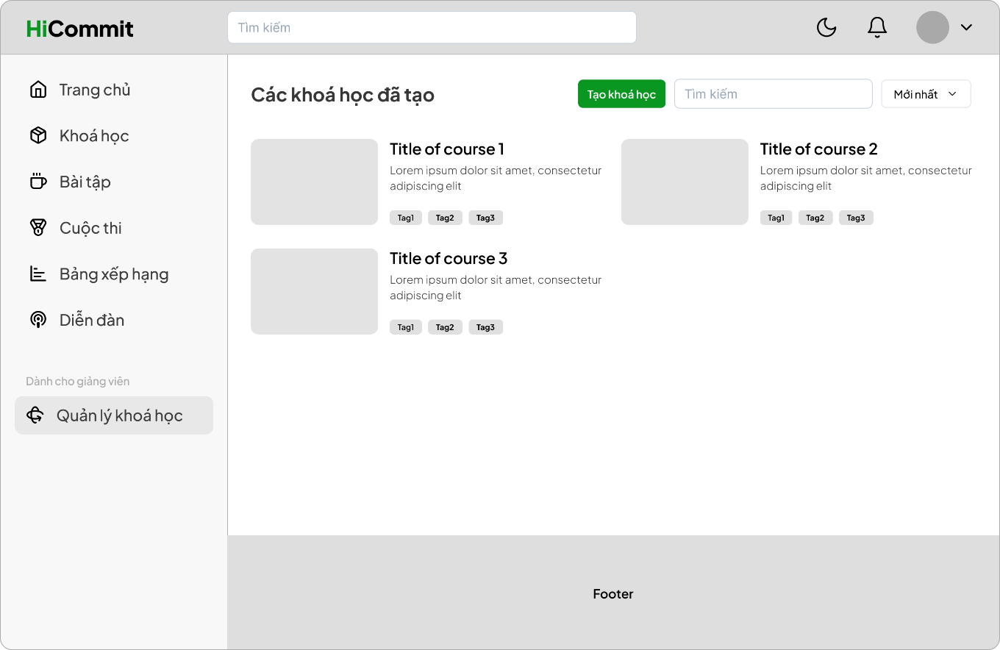 HiCommit
Tìm kiếm
Trang chủ
Khoá học
Bài tập
Cuộc thi
Bảng xếp hạng
Diễn đàn
Dành cho giảng viên
Quản lý khoá học
Các khoá học đã tạo
Tạo khoá học
Tìm kiếm
Mới nhất
Title of course 1
Lorem ipsum dolor sit amet, consectetur
adipiscing elit
Tag1 Tag2 Tag3
Title of course 2
Lorem ipsum dolor sit amet, consectetur
adipiscing elit
Tag1 Tag2 Tag3
Title of course 3
Lorem ipsum dolor sit amet, consectetur
adipiscing elit
Tag1 Tag2 Tag3
Footer